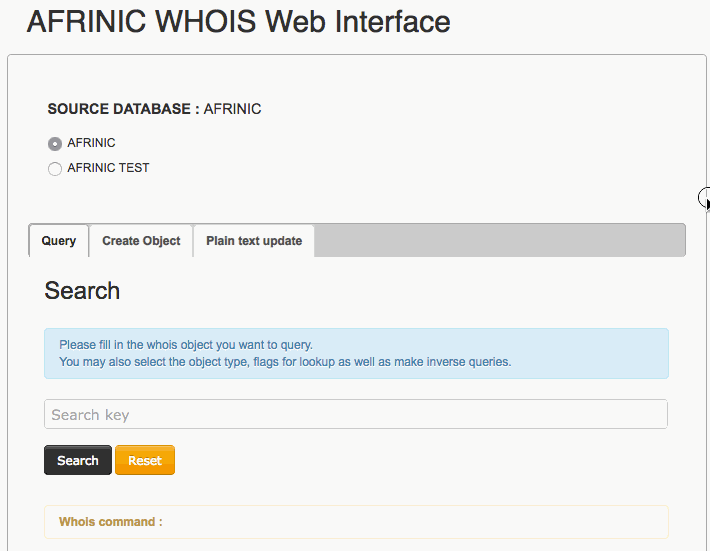 AFRINIC WHOIS Web Interface
SOURCE DATABASE : AFRINIC
AFRINIC
AFRINIC TEST
Query Create Object Plain text update
Search
Please fill in the whois object you want to query.
You may also select the object type, flags for lookup as well as make inverse queries.
Search key
Search Reset
Whois command :